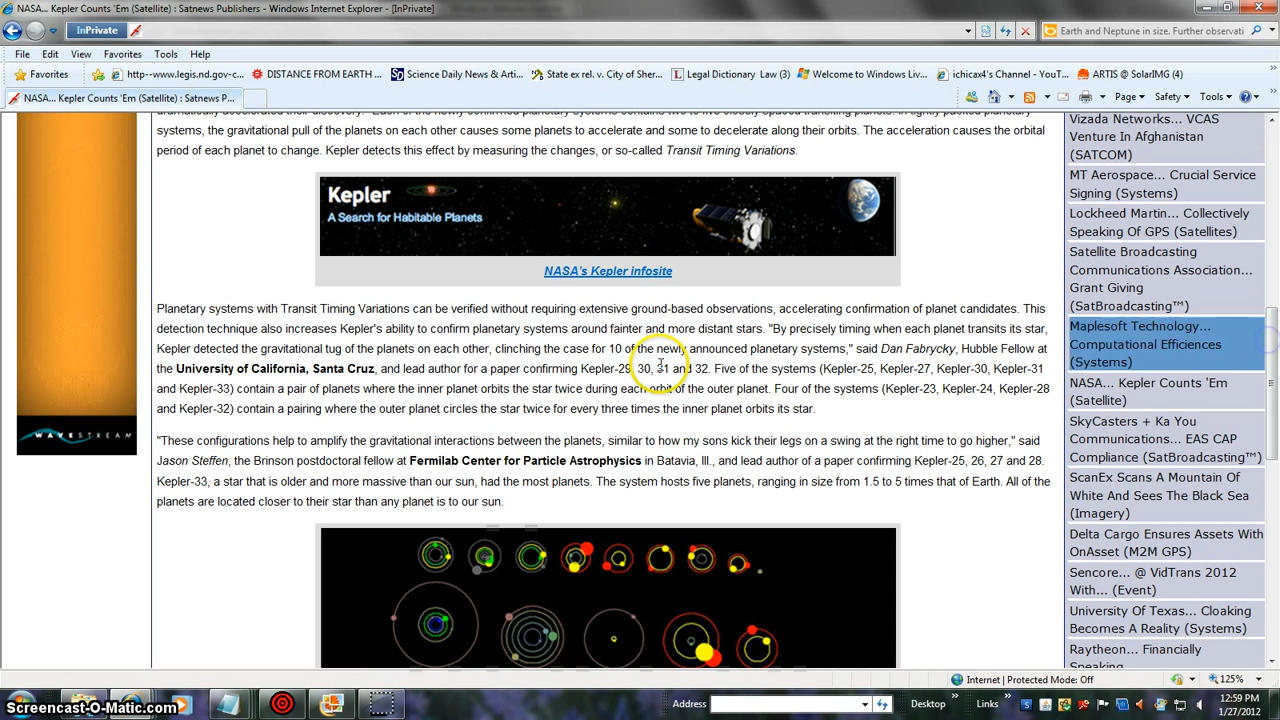 NASA... Kepler Counts 'Em (Satellite) : Satnews Publishers - Windows Internet Explorer - [InPrivate]
InPrivate
Earth and Neptune in size. Further observati
File Edit View Favorites Tools Help
Favorites http--www.legis.nd.gov-c... DISTANCE FROM EARTH ... Science Daily News & Arti... State ex rel. v. City of Sher... Legal Dictionary Law (3) Welcome to Windows Liv... ichicax4's Channel - YouT... ARTIS @ SolarIMG (4)
NASA... Kepler Counts 'Em (Satellite) : Satnews P...
Page Safety Tools
systems, the gravitational pull of the planets on each other causes some planets to accelerate and some to decelerate along their orbits. The acceleration causes the orbital
period of each planet to change. Kepler detects this effect by measuring the changes, or so-called Transit Timing Variations.
Kepler
A Search for Habitable Planets
NASA's Kepler infosite
Planetary systems with Transit Timing Variations can be verified without requiring extensive ground-based observations, accelerating confirmation of planet candidates. This
detection technique also increases Kepler's ability to confirm planetary systems around fainter and more distant stars. "By precisely timing when each planet transits its star,
Kepler detected the gravitational tug of the planets on each other, clinching the case for 10 of the newly announced planetary systems," said Dan Fabrycky, Hubble Fellow at
the University of California, Santa Cruz, and lead author for a paper confirming Kepler-29, 30, 31 and 32. Five of the systems (Kepler-25, Kepler-27, Kepler-30, Kepler-31
and Kepler-33) contain a pair of planets where the inner planet orbits the star twice during each orbit of the outer planet. Four of the systems (Kepler-23, Kepler-24, Kepler-28
and Kepler-32) contain a pairing where the outer planet circles the star twice for every three times the inner planet orbits its star.
"These configurations help to amplify the gravitational interactions between the planets, similar to how my sons kick their legs on a swing at the right time to go higher," said
Jason Steffen, the Brinson postdoctoral fellow at Fermilab Center for Particle Astrophysics in Batavia, Ill., and lead author of a paper confirming Kepler-25, 26, 27 and 28.
Kepler-33, a star that is older and more massive than our sun, had the most planets. The system hosts five planets, ranging in size from 1.5 to 5 times that of Earth. All of the
planets are located closer to their star than any planet is to our sun.
WAVESTREAM
Vizada Networks... VCAS
Venture In Afghanistan
(SATCOM)
MT Aerospace... Crucial Service
Signing (Systems)
Lockheed Martin... Collectively
Speaking Of GPS (Satellites)
Satellite Broadcasting
Communications Association...
Grant Giving
(SatBroadcasting™)
Maplesoft Technology...
Computational Efficiences
(Systems)
NASA... Kepler Counts 'Em
(Satellite)
SkyCasters + Ka You
Communications... EAS CAP
Compliance (SatBroadcasting™)
ScanEx Scans A Mountain Of
White And Sees The Black Sea
(Imagery)
Delta Cargo Ensures Assets With
OnAsset (M2M GPS)
Sencore... @ VidTrans 2012
With... (Event)
University Of Texas... Cloaking
Becomes A Reality (Systems)
Raytheon... Financially
Internet | Protected Mode: Off 125%
Screencast-O-Matic.com
Address Desktop Links 12:59 PM
1/27/2012